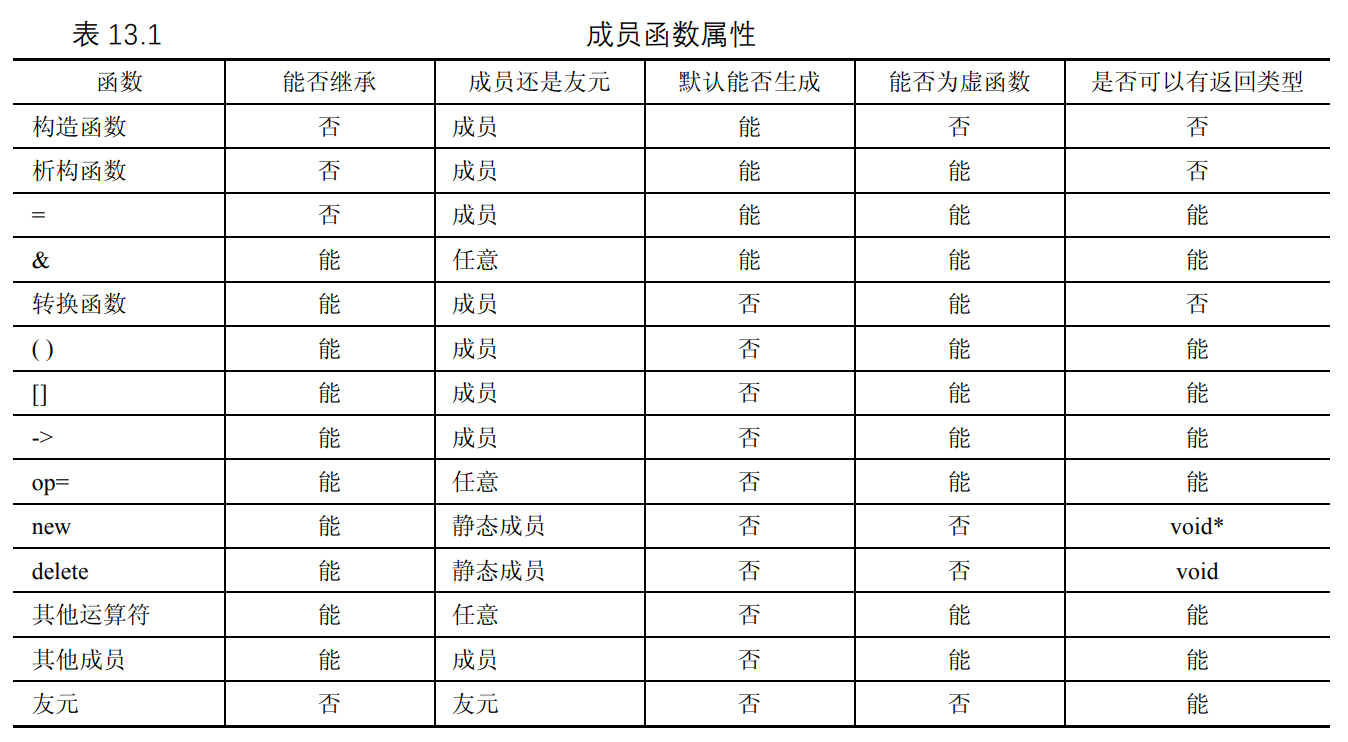 表 13.1 成员函数属性
函数 能否继承 成员还是友元 默认能否生成 能否为虚函数 是否可以有返回类型
构造函数 否 成员 能 否 否
析构函数 否 成员 能 能 否
= 否 成员 能 能 能
& 能 任意 能 能 能
转换函数 能 成员 否 能 否
( ) 能 成员 否 能 能
[] 能 成员 否 能 能
-> 能 成员 否 能 能
op= 能 任意 否 能 能
new 能 静态成员 否 否 void*
delete 能 静态成员 否 否 void
其他运算符 能 任意 否 能 能
其他成员 能 成员 否 能 能
友元 否 友元 否 否 能